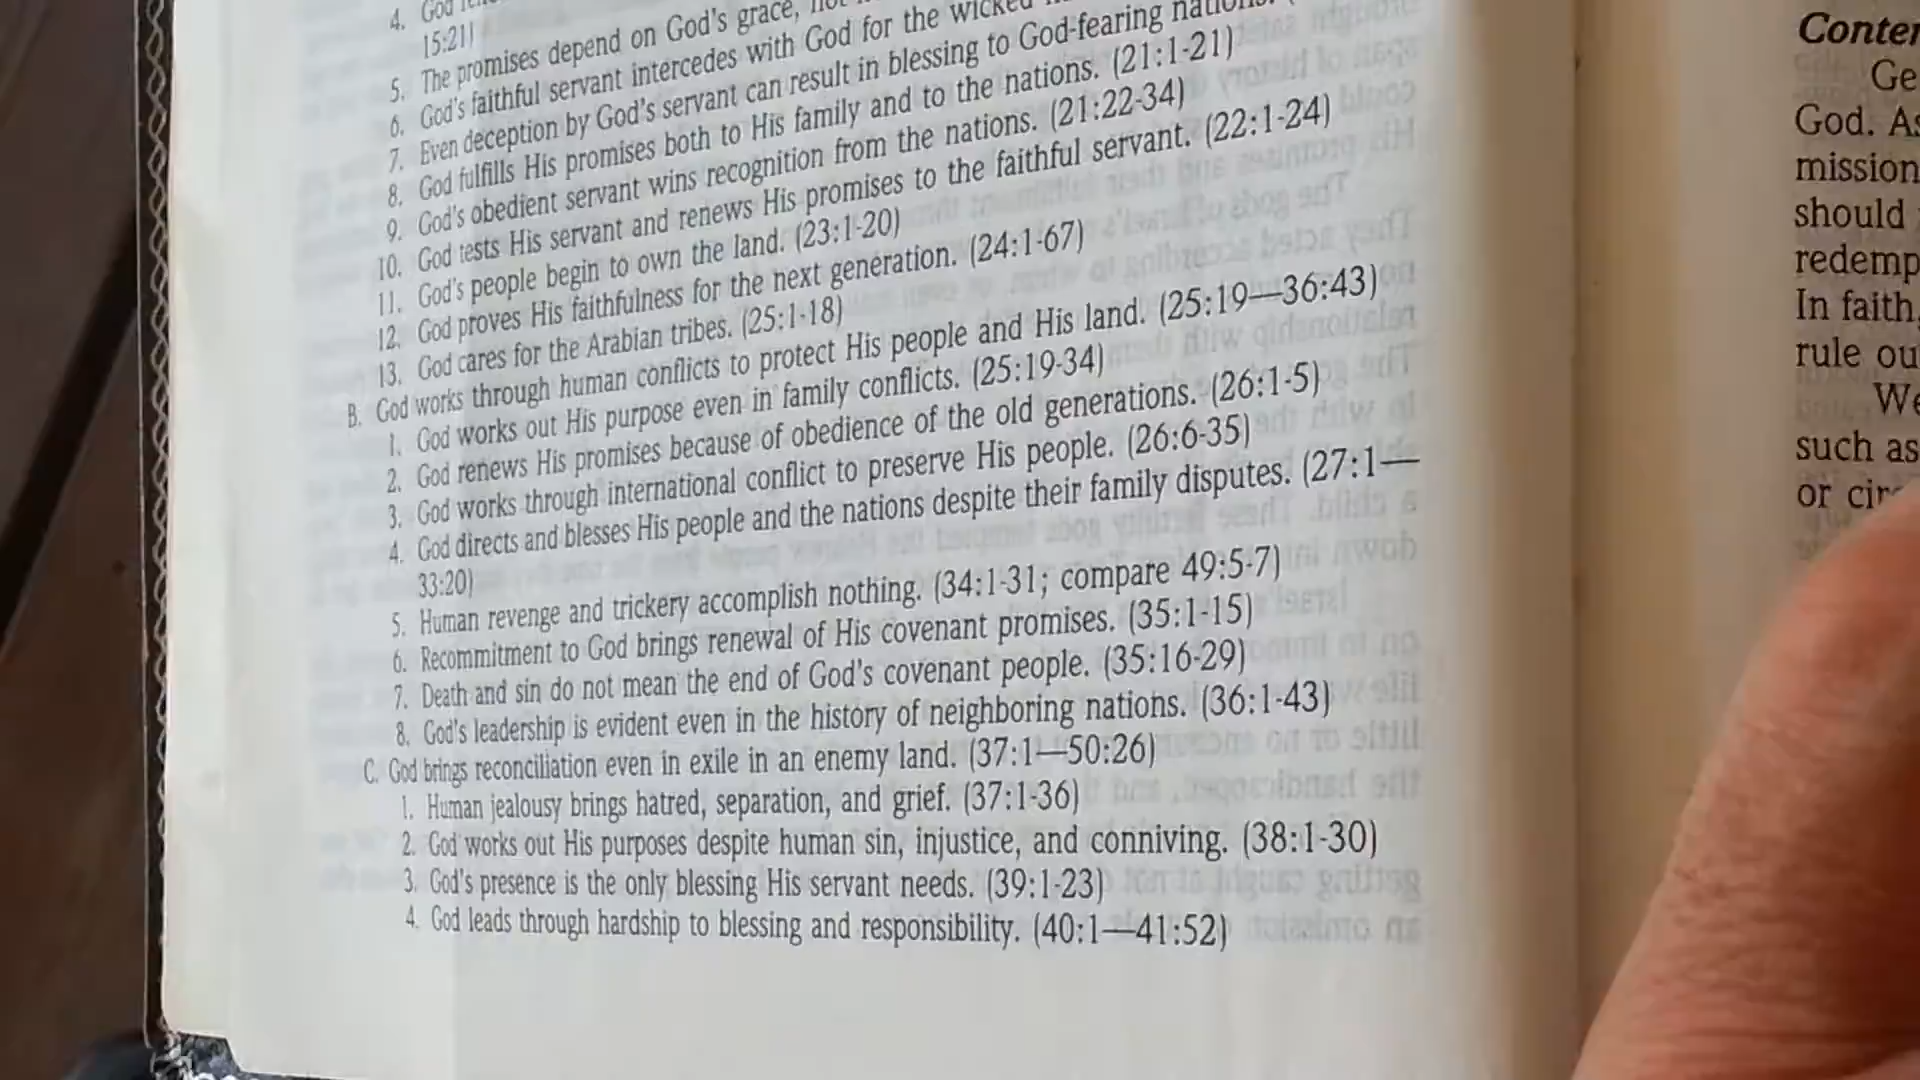 4. God
15:21)
5. The promises depend on God's grace,
6. God's faithful servant intercedes with God for the wicked
7. Even deception by God's servant can result in blessing to God-fearing nations.
8. God fulfills His promises both to His family and to the nations. (21:1-21)
9. God's obedient servant wins recognition from the nations. (21:22-34)
10. God tests His servant and renews His promises to the faithful servant. (22:1-24)
11. God's people begin to own the land. (23:1-20)
12. God proves His faithfulness for the next generation. (24:1-67)
13. God cares for the Arabian tribes. (25:1-18)
B. God works through human conflicts to protect His people and His land. (25:19—36:43)
1. God works out His purpose even in family conflicts. (25:19-34)
2. God renews His promises because of obedience of the old generations. (26:1-5)
3. God works through international conflict to preserve His people. (26:6-35)
4. God directs and blesses His people and the nations despite their family disputes. (27:1—
33:20)
5. Human revenge and trickery accomplish nothing. (34:1-31; compare 49:5-7)
6. Recommitment to God brings renewal of His covenant promises. (35:1-15)
7. Death and sin do not mean the end of God's covenant people. (35:16-29)
8. God's leadership is evident even in the history of neighboring nations. (36:1-43)
C. God brings reconciliation even in exile in an enemy land. (37:1—50:26)
1. Human jealousy brings hatred, separation, and grief. (37:1-36)
2. God works out His purposes despite human sin, injustice, and conniving. (38:1-30)
3. God's presence is the only blessing His servant needs. (39:1-23)
4. God leads through hardship to blessing and responsibility. (40:1—41:52)
Conter
Ge
God. As
mission
should
redemp
In faith,
rule ou
We
such as
or cir